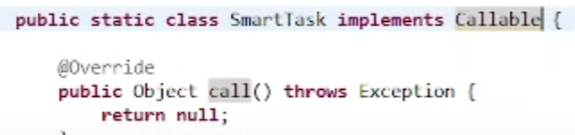 public static class SmartTask implements Callable {
@Override
public Object call() throws Exception {
return null;
}